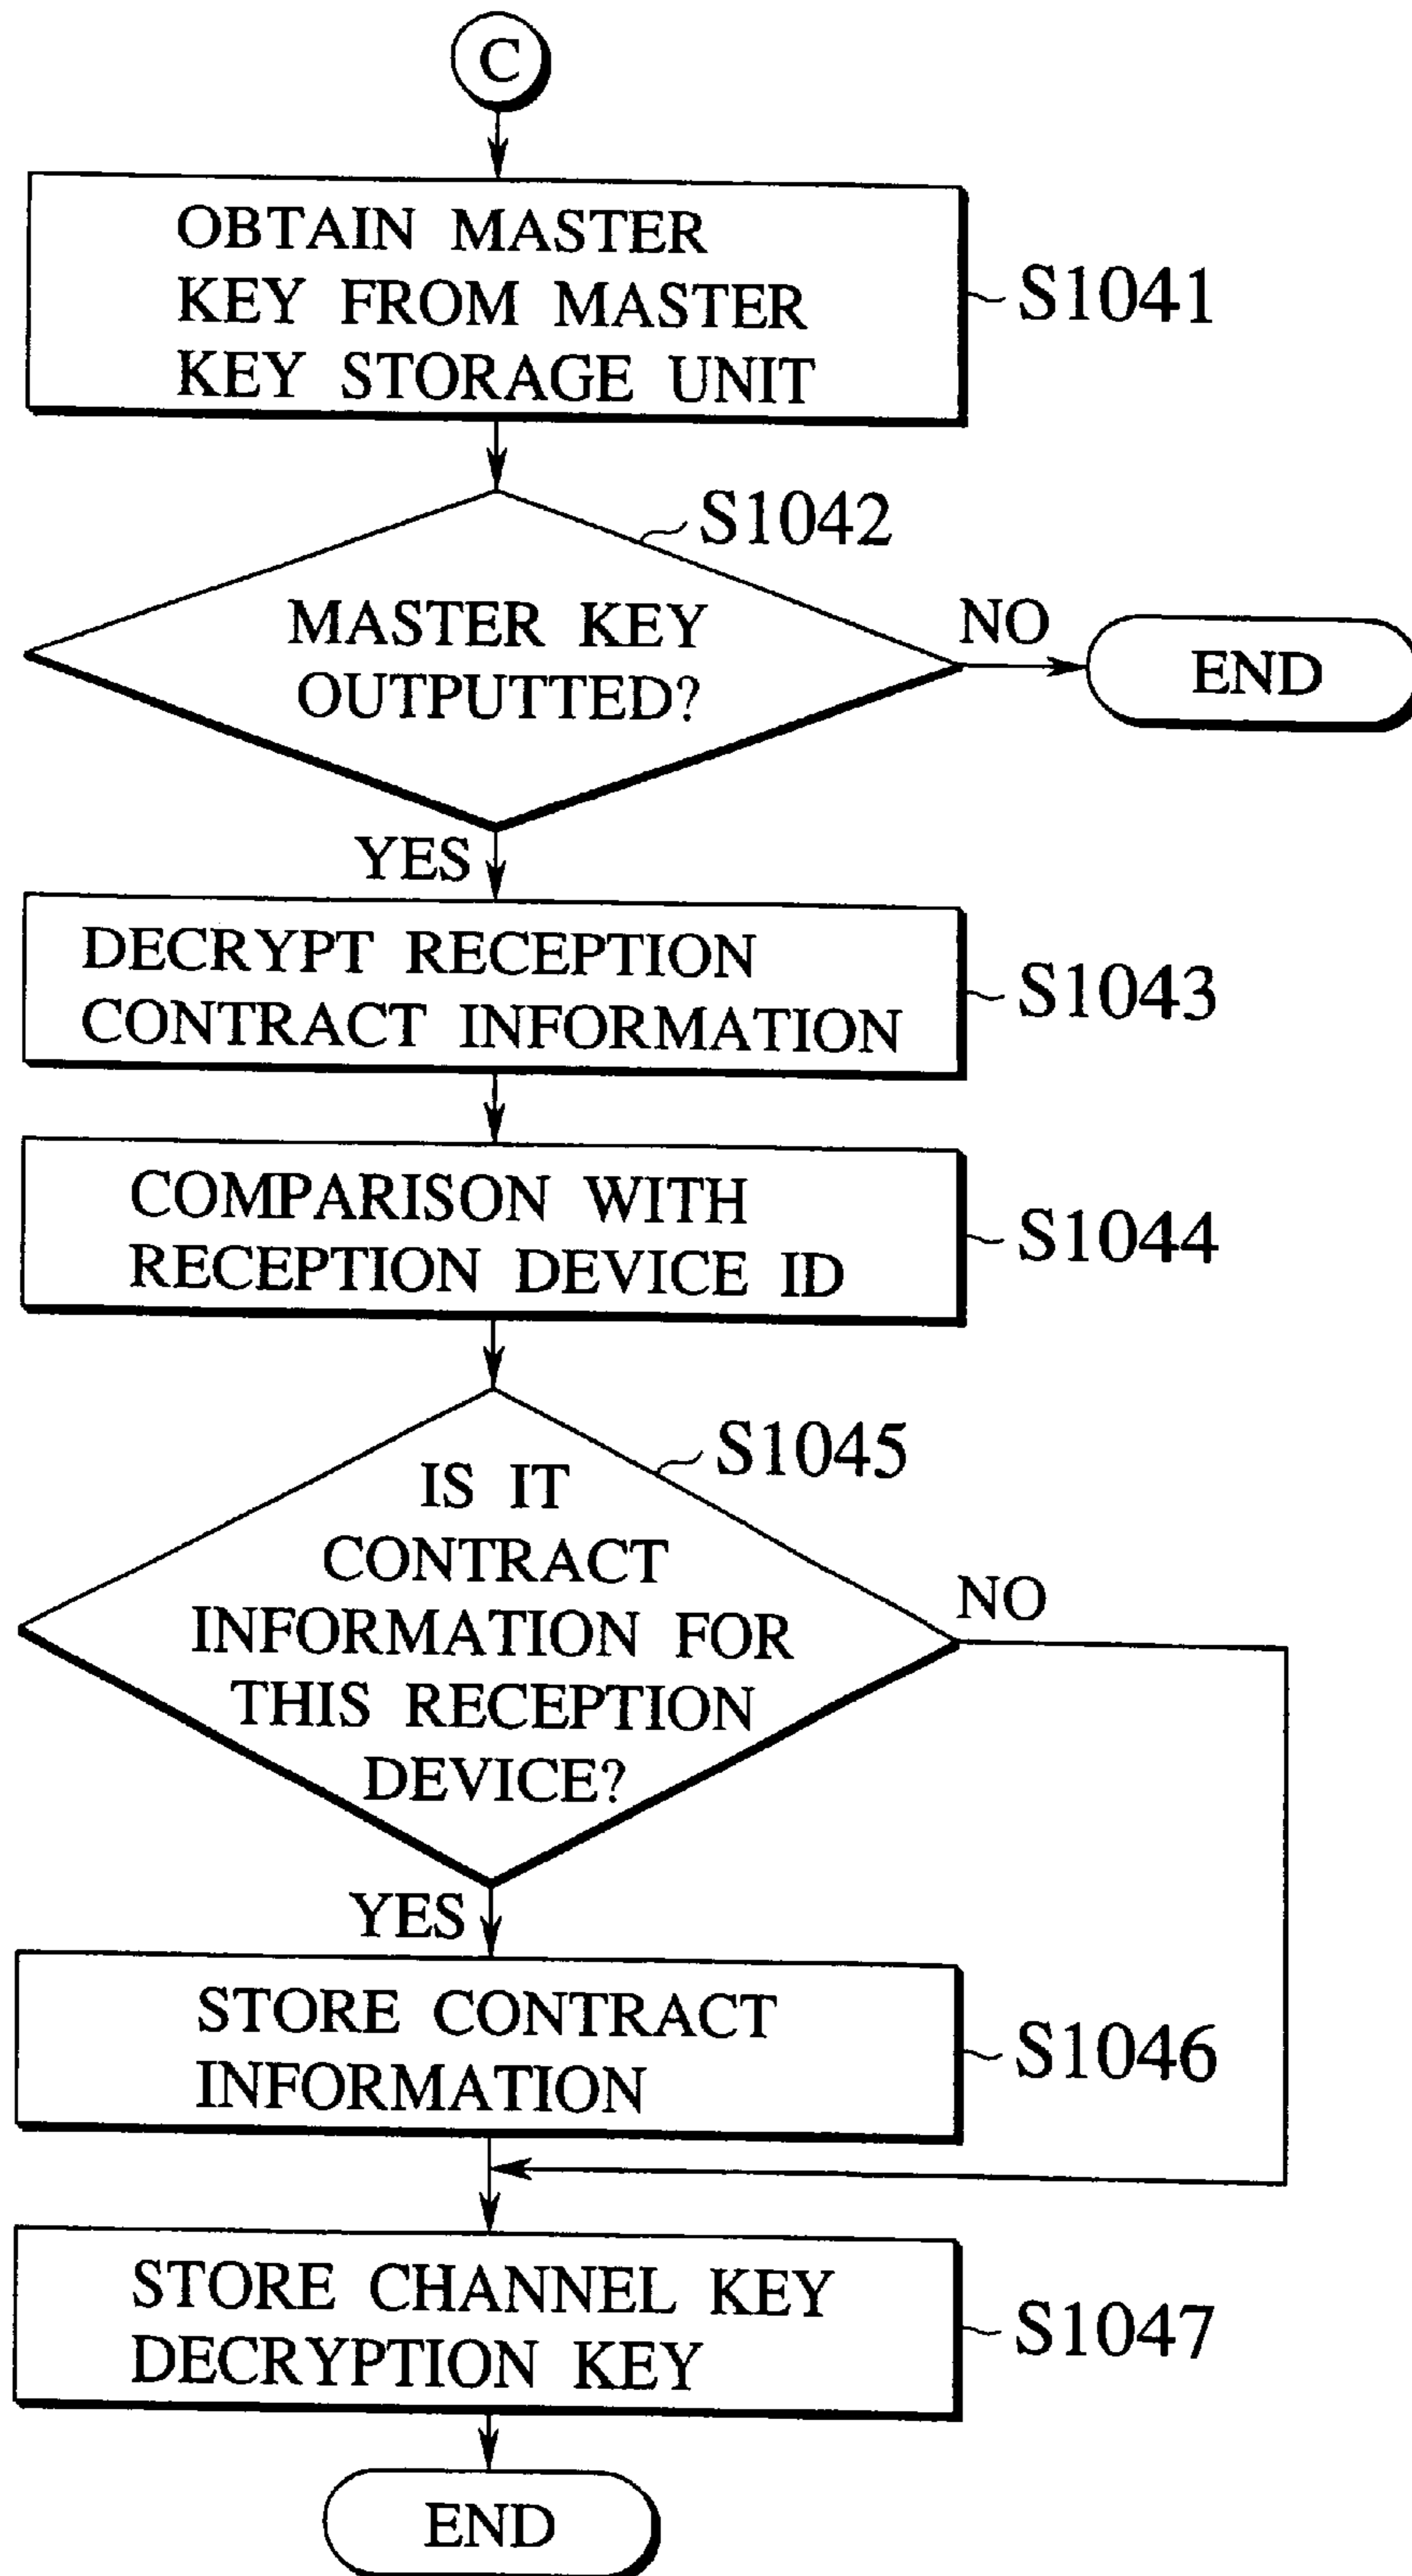 C
OBTAIN MASTER
KEY FROM MASTER
KEY STORAGE UNIT
S1041
S1042
MASTER KEY
OUTPUTTED?
NO
END
YES
DECRYPT RECEPTION
CONTRACT INFORMATION
S1043
COMPARISON WITH
RECEPTION DEVICE ID
S1044
S1045
IS IT
CONTRACT
INFORMATION FOR
THIS RECEPTION
DEVICE?
NO
YES
STORE CONTRACT
INFORMATION
S1046
STORE CHANNEL KEY
DECRYPTION KEY
S1047
END